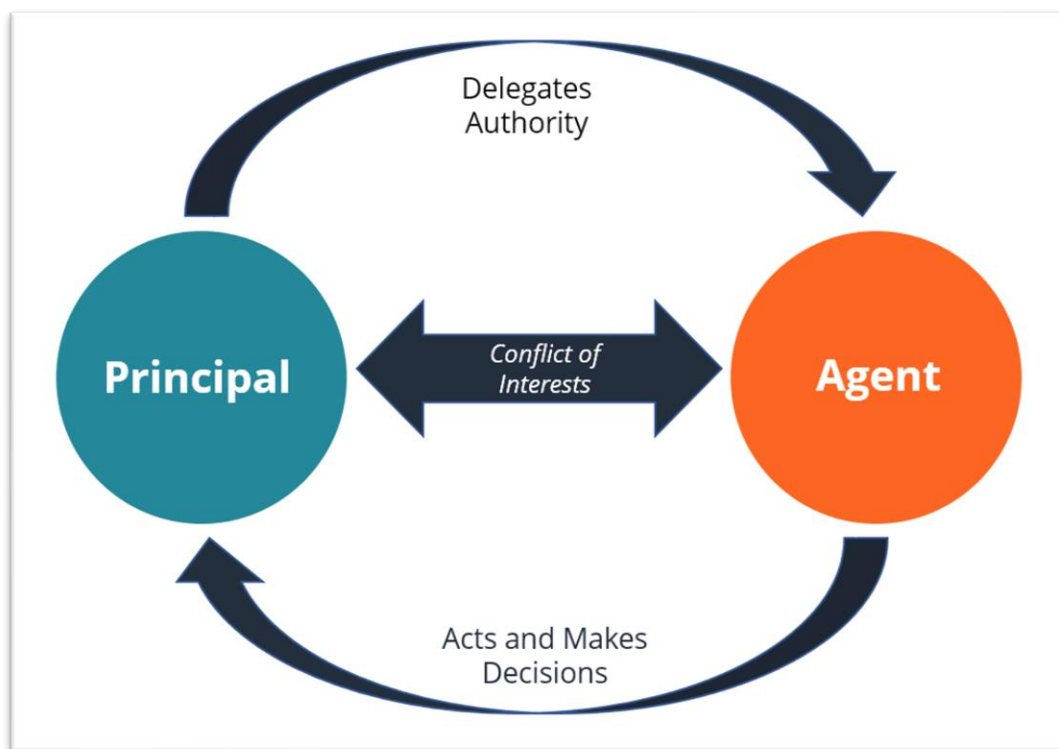 Delegates
Authority
Principal
Conflict of
Interests
Agent
Acts and Makes
Decisions